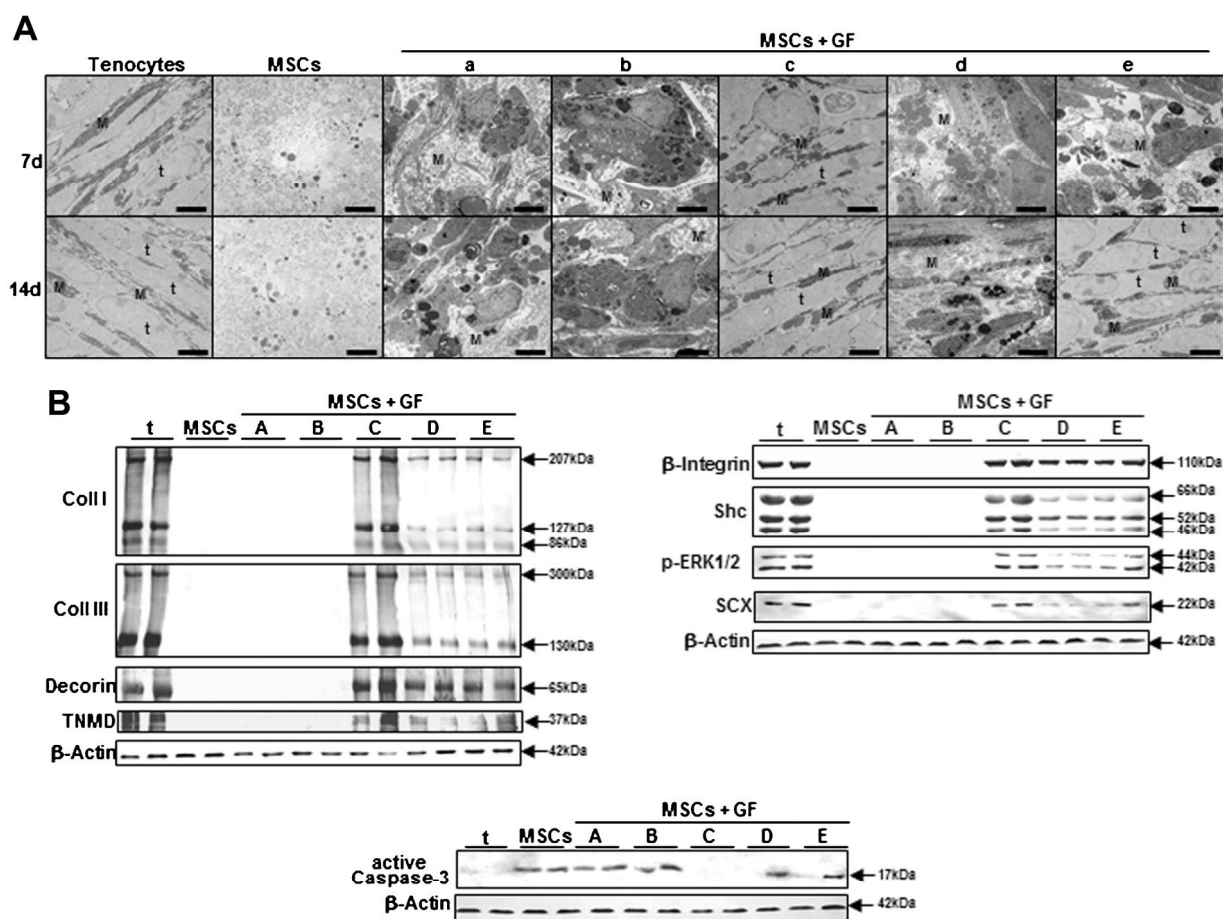 A
MSCs + GF
Tenocytes MSCs a b c d e
7d
M t M M M t M M M
14d
t M M t t M M t t M M t t M M
B
MSCs + GF
t MSCs A B C D E
Coll I
207kDa
127kDa
86kDa
Coll III
300kDa
130kDa
Decorin
65kDa
TNMD
37kDa
β-Actin
42kDa
MSCs + GF
t MSCs A B C D E
β-Integrin
110kDa
Shc
66kDa
52kDa
46kDa
p-ERK1/2
44kDa
42kDa
SCX
22kDa
β-Actin
42kDa
MSCs + GF
t MSCs A B C D E
active
Caspase-3
17kDa
β-Actin
42kDa